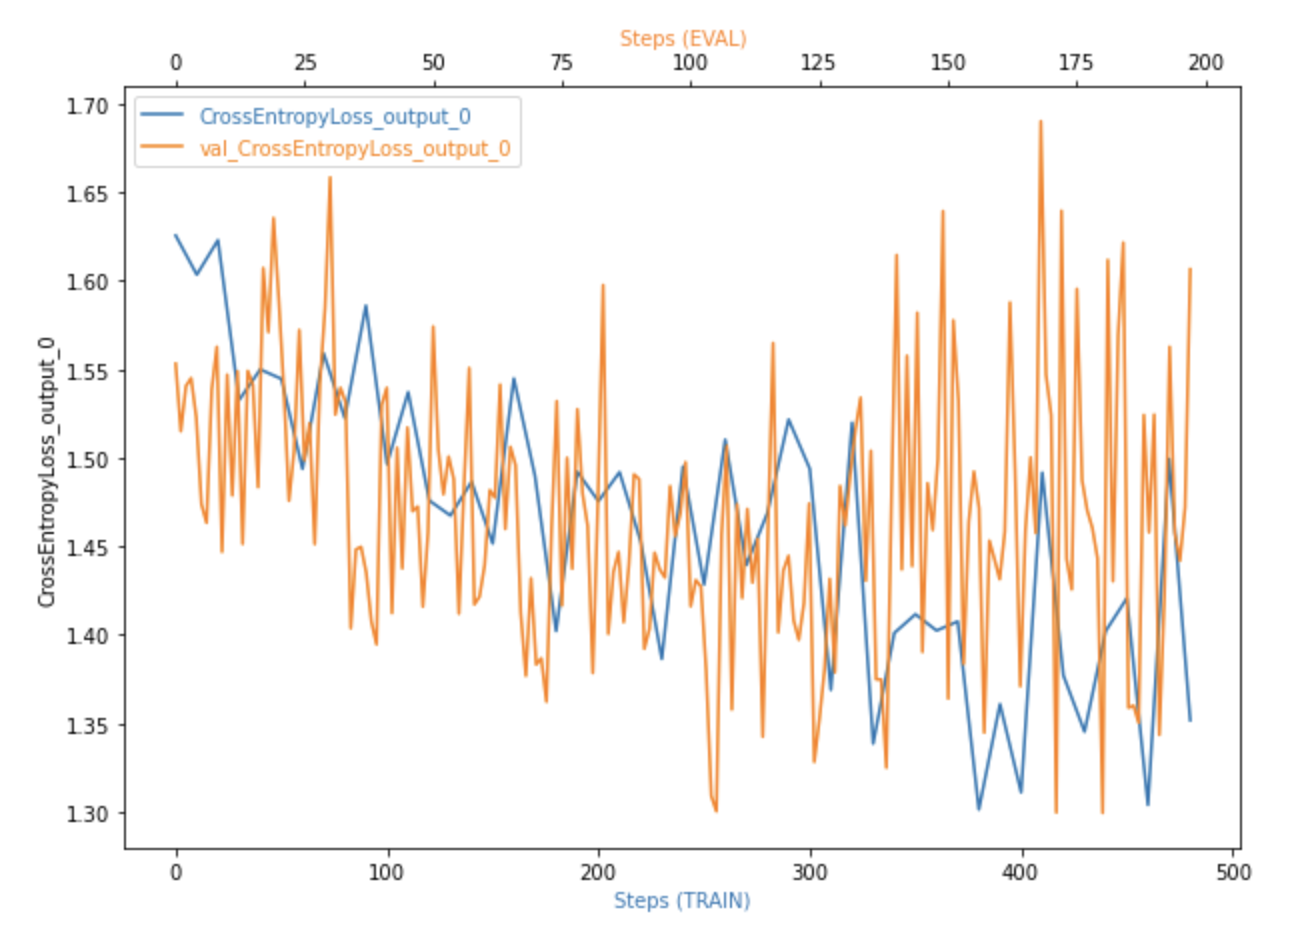 Steps (EVAL)
0 25 50 75 100 125 150 175 200
CrossEntropyLoss_output_0
val_CrossEntropyLoss_output_0
CrossEntropyLoss_output_0
1.70
1.65
1.60
1.55
1.50
1.45
1.40
1.35
1.30
0 100 200 300 400 500
Steps (TRAIN)